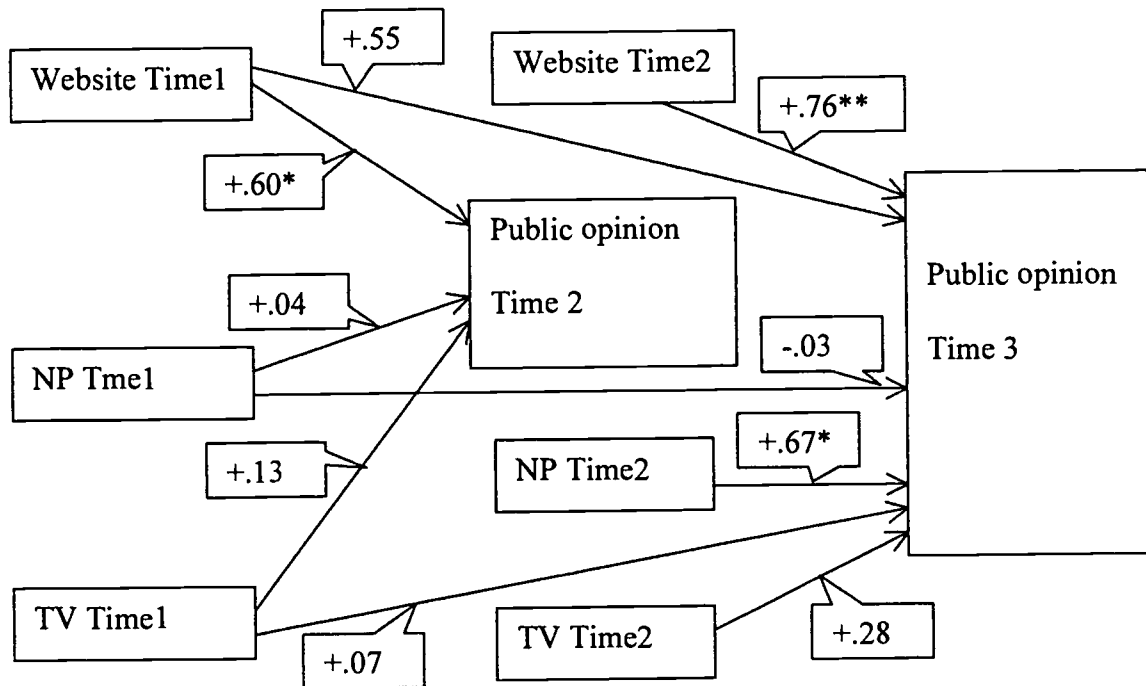 +.55
Website Time1
Website Time2
+.76**
+.60*
Public opinion
Time 2
Public opinion
Time 3
+.04
-.03
NP Tme1
+.67*
+.13
NP Time2
TV Time1
+.07
TV Time2
+.28